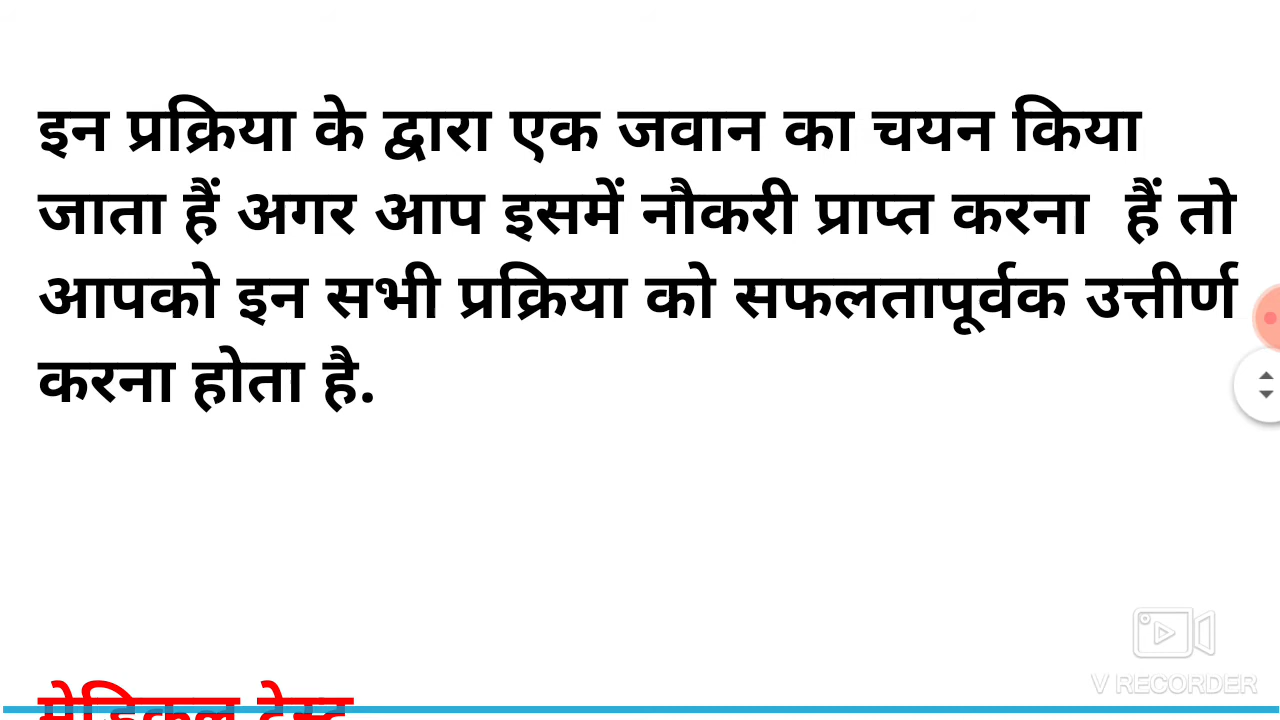 इन प्रक्रिया के द्वारा एक जवान का चयन किया
जाता हैं अगर आप इसमें नौकरी प्राप्त करना  हैं तो
आपको इन सभी प्रक्रिया को सफलतापूर्वक उत्तीर्ण
करना होता है.
V RECORDER
मेडिकल टेस्ट